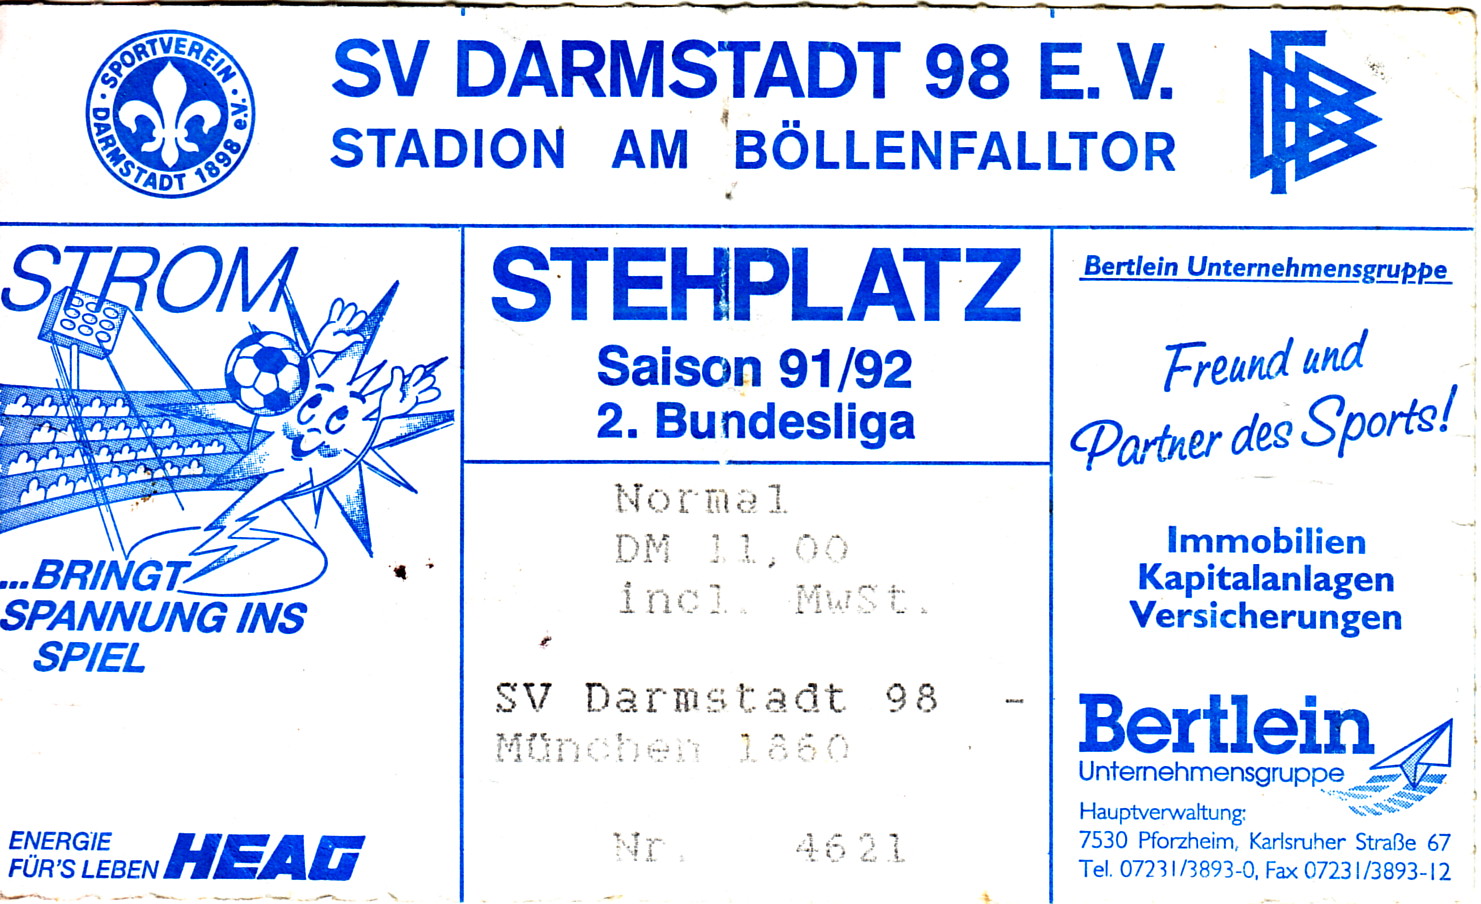 SPORTVEREIN
DARMSTADT 1898 e.V.
SV DARMSTADT 98 E. V.
STADION AM BÖLLENFALLTOR
STROM
...BRINGT
SPANNUNG INS
SPIEL
ENERGIE
FÜR'S LEBEN HEAG
STEHPLATZ
Saison 91/92
2. Bundesliga
Normal
DM 11,00
incl. MwSt.
SV Darmstadt 98 -
München 1860
Nr. 4621
Bertlein Unternehmensgruppe
Freund und
Partner des Sports!
Immobilien
Kapitalanlagen
Versicherungen
Bertlein
Unternehmensgruppe
Hauptverwaltung:
7530 Pforzheim, Karlsruher Straße 67
Tel. 07231/3893-0, Fax 07231/3893-12